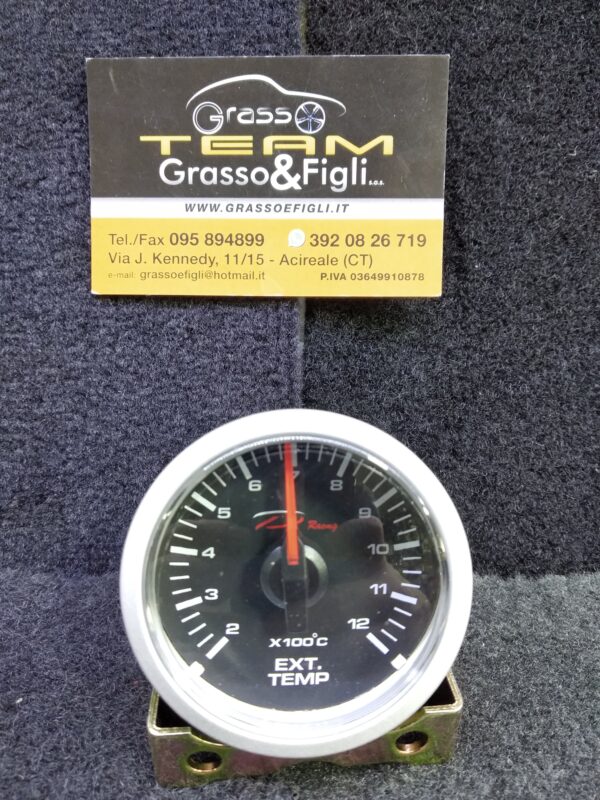 Grasso
TEAM
Grasso&Figli s.a.s.
WWW.GRASSOEFIGLI.IT
Tel./Fax 095 894899 392 08 26 719
Via J. Kennedy, 11/15 - Acireale (CT)
e-mail: grassoefigli@hotmail.it P.IVA 03649910878
6 7 8
5 9
4 10
3 11
2 12
D Racing
X100°C
EXT.
TEMP